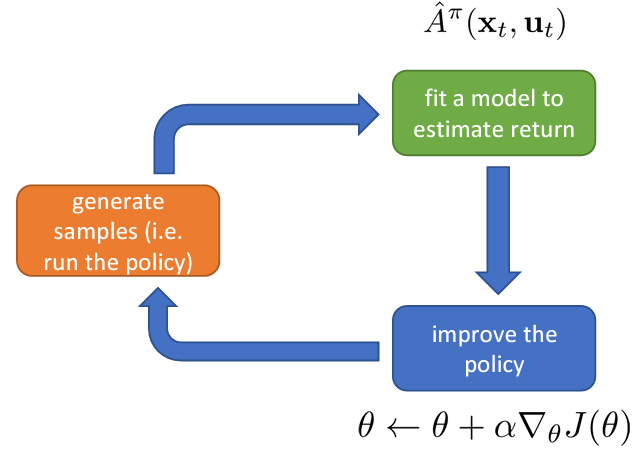 Â^π(𝐱_t, 𝐮_t)
fit a model to
estimate return
generate
samples (i.e.
run the policy)
improve the
policy
θ ← θ + α∇_θ J(θ)